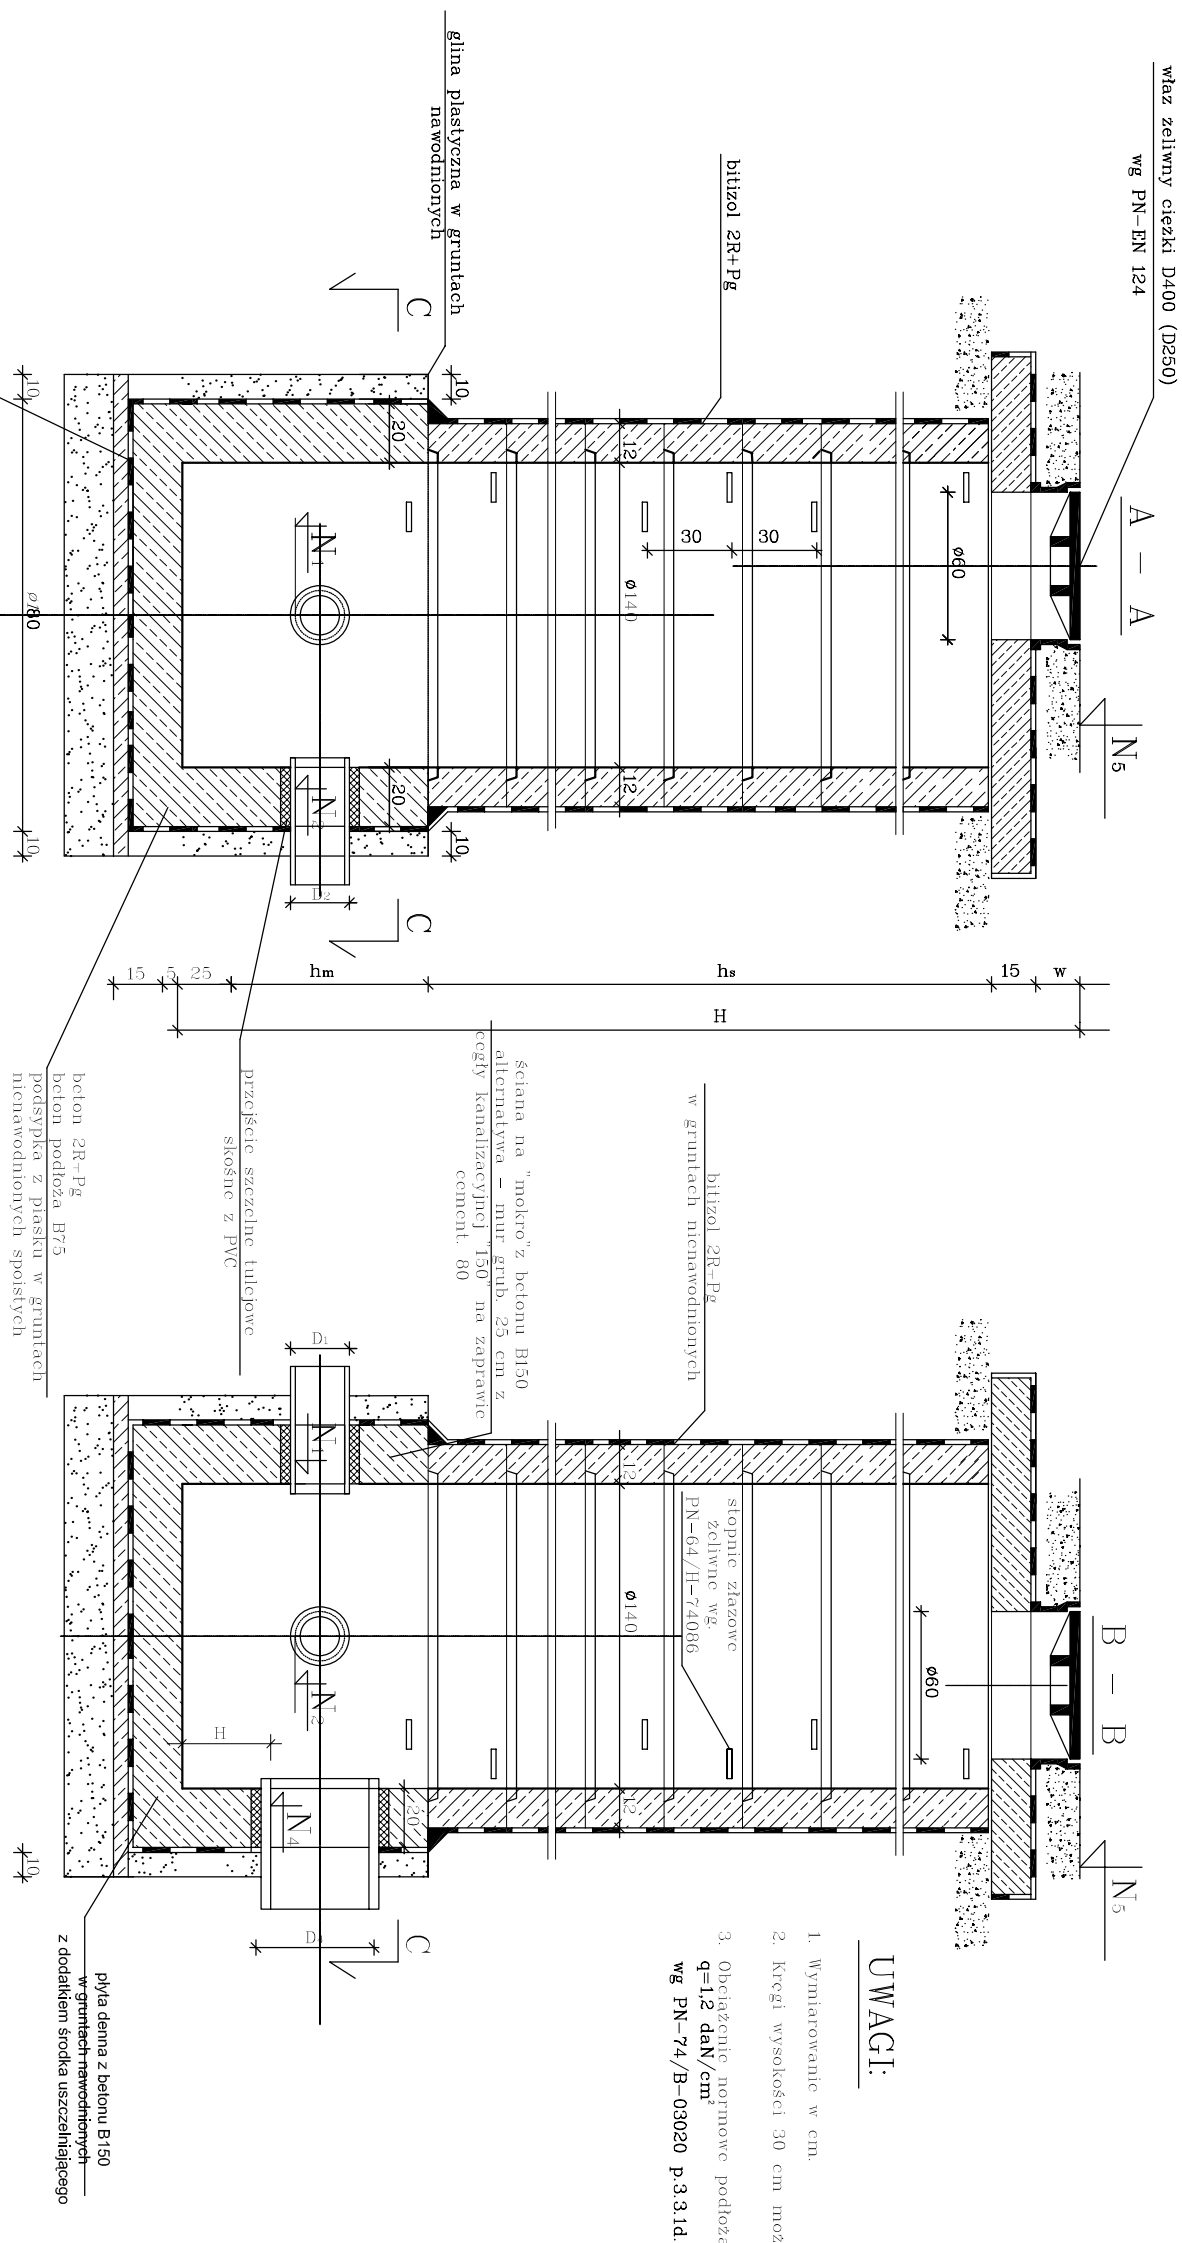 właz żeliwny ciężki D400 (D250)
wg PN-EN 124
A - A
N5
bitizol 2R+Pg
glina plastyczna w gruntach
nawodnionych
C
C
ø60
30
30
ø140
12
12
20
20
10
10
10
10
N1
D2
w
15
hs
hm
25
5
15
H
przejście szczelne tulejowe
skośne z PVC
beton 2R+Pg
beton podłoża B75
podsypka z piasku w gruntach
nienawodnionych spoistych
ściana na "mokro" z betonu B150
alternatywa - mur grub. 25 cm z
cegły kanalizacyjnej "150" na zaprawie
cement. 80
bitizol 2R+Pg
w gruntach nienawodnionych
B - B
N5
ø60
stopnie złazowe
żeliwne wg.
PN-64/H-74086
ø140
12
12
20
10
D1
N1
N2
H
N4
C
płyta denna z betonu B150
w gruntach nawodnionych
z dodatkiem środka uszczelniającego
UWAGI:
1. Wymiarowanie w cm.
2. Kręgi wysokości 30 cm moż
3. Obciążenie normowe podłoża
q=1,2 daN/cm²
wg PN-74/B-03020 p.3.3.1d.